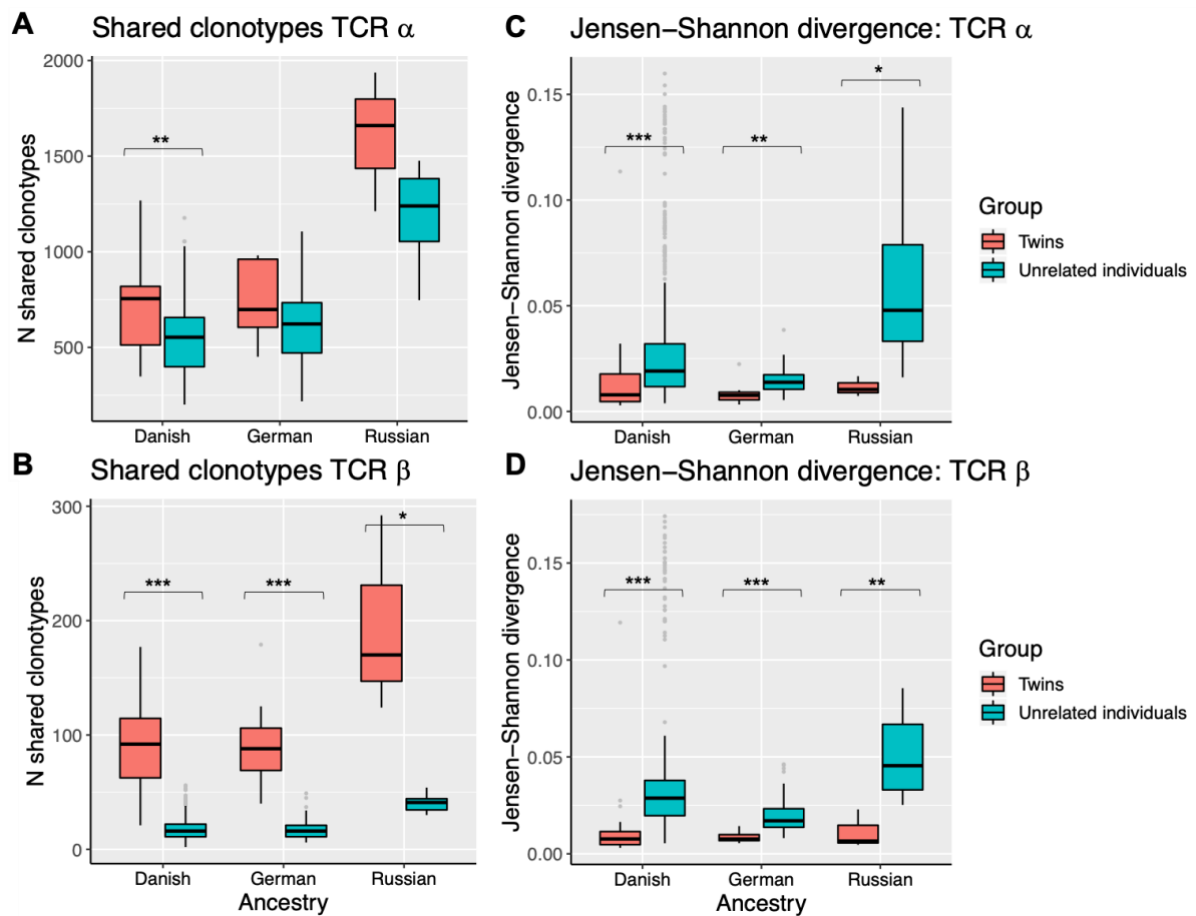 A Shared clonotypes TCR α
N shared clonotypes
2000
1500
1000
500
**
Danish German Russian
C Jensen−Shannon divergence: TCR α
Jensen−Shannon divergence
0.15
0.10
0.05
0.00
*** ** *
Danish German Russian
Group
Twins
Unrelated individuals
B Shared clonotypes TCR β
N shared clonotypes
300
200
100
0
*** *** *
Danish German Russian
Ancestry
D Jensen−Shannon divergence: TCR β
Jensen−Shannon divergence
0.15
0.10
0.05
0.00
*** *** **
Danish German Russian
Ancestry
Group
Twins
Unrelated individuals